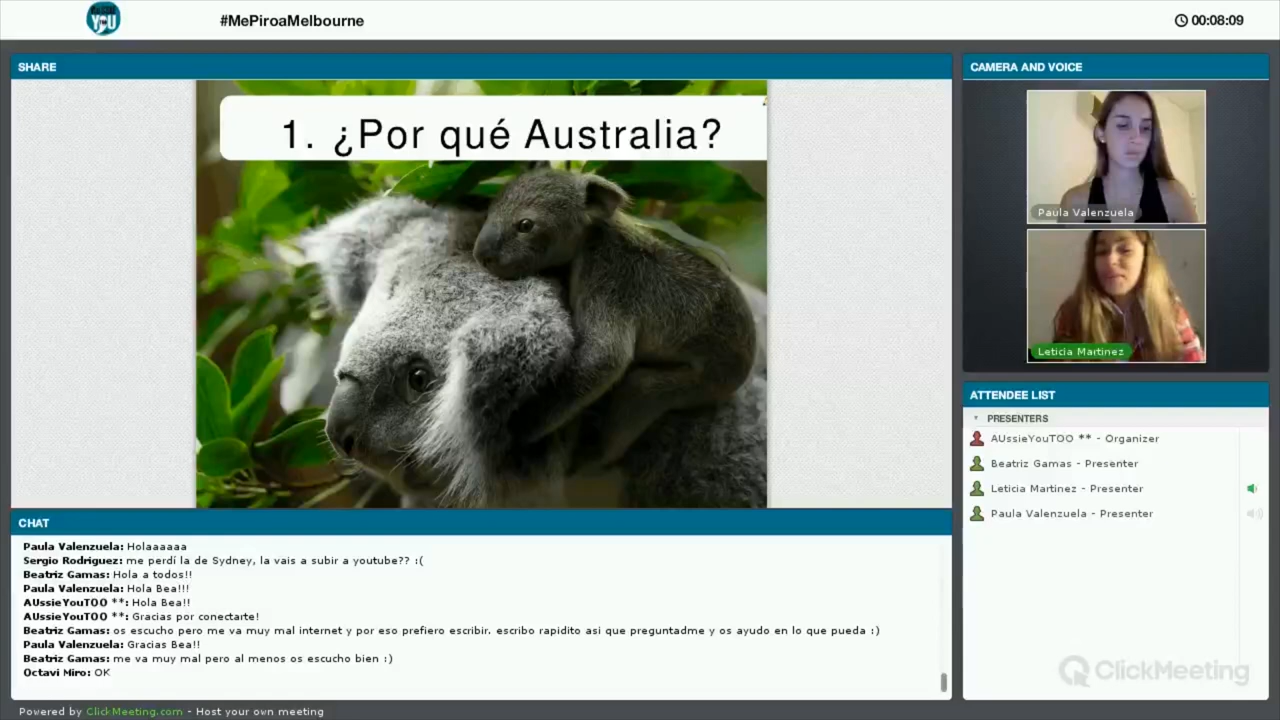 YOU
#MePiroaMelbourne
00:08:09
SHARE
CAMERA AND VOICE
1. ¿Por qué Australia?
Paula Valenzuela
Leticia Martinez
ATTENDEE LIST
PRESENTERS
AUssieYouTOO ** - Organizer
Beatriz Gamas - Presenter
Leticia Martinez - Presenter
Paula Valenzuela - Presenter
CHAT
Paula Valenzuela: Holaaaaaa
Sergio Rodriguez: me perdí la de Sydney, la vais a subir a youtube?? :(
Beatriz Gamas: Hola a todos!!
Paula Valenzuela: Hola Bea!!!
AUssieYouTOO **: Hola Bea!!
AUssieYouTOO **: Gracias por conectarte!
Beatriz Gamas: os escucho pero me va muy mal internet y por eso prefiero escribir. escribo rapidito asi que preguntadme y os ayudo en lo que pueda :)
Paula Valenzuela: Gracias Bea!!
Beatriz Gamas: me va muy mal pero al menos os escucho bien :)
Octavi Miro: OK
ClickMeeting
Powered by ClickMeeting.com - Host your own meeting